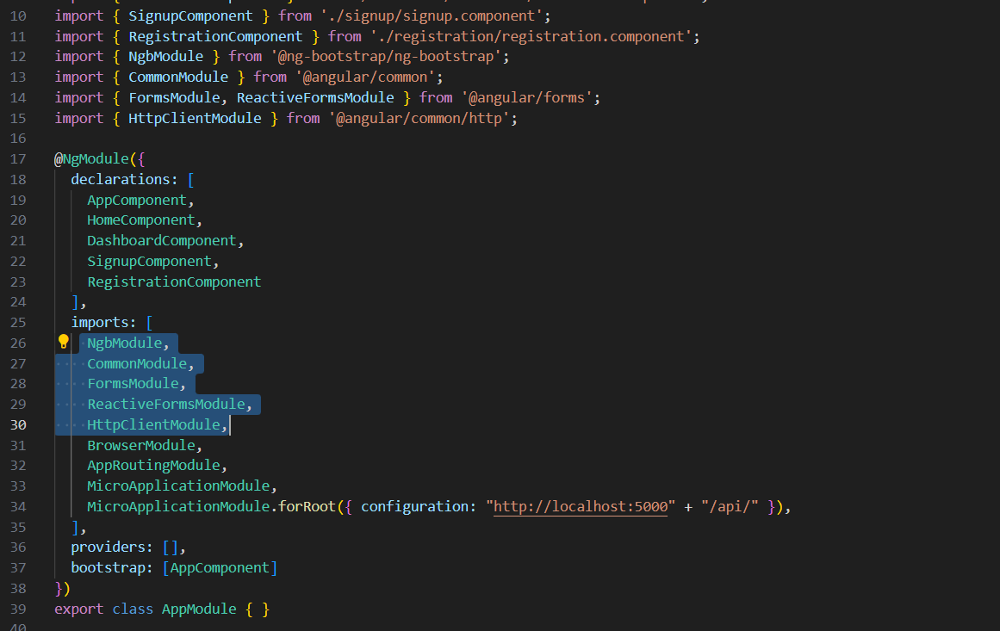 10 import { SignupComponent } from './signup/signup.component';
11 import { RegistrationComponent } from './registration/registration.component';
12 import { NgbModule } from '@ng-bootstrap/ng-bootstrap';
13 import { CommonModule } from '@angular/common';
14 import { FormsModule, ReactiveFormsModule } from '@angular/forms';
15 import { HttpClientModule } from '@angular/common/http';
16
17 @NgModule({
18   declarations: [
19     AppComponent,
20     HomeComponent,
21     DashboardComponent,
22     SignupComponent,
23     RegistrationComponent
24   ],
25   imports: [
26     NgbModule,
27     CommonModule,
28     FormsModule,
29     ReactiveFormsModule,
30     HttpClientModule,
31     BrowserModule,
32     AppRoutingModule,
33     MicroApplicationModule,
34     MicroApplicationModule.forRoot({ configuration: "http://localhost:5000" + "/api/" }),
35   ],
36   providers: [],
37   bootstrap: [AppComponent]
38 })
39 export class AppModule { }
40